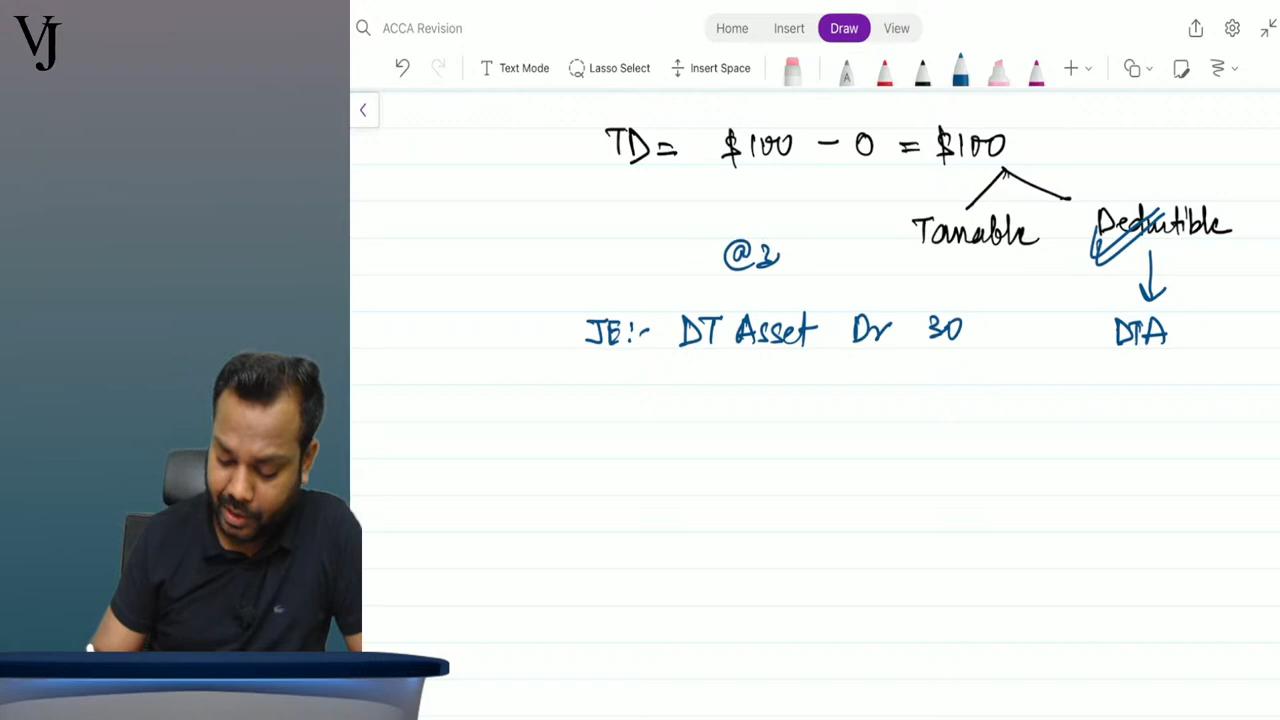 VJ
ACCA Revision
Home Insert Draw View
Text Mode Lasso Select Insert Space
A
TD = $100 - 0 = $100
Taxable Deductible
@3
JE:- DT Asset Dr 30 DTA